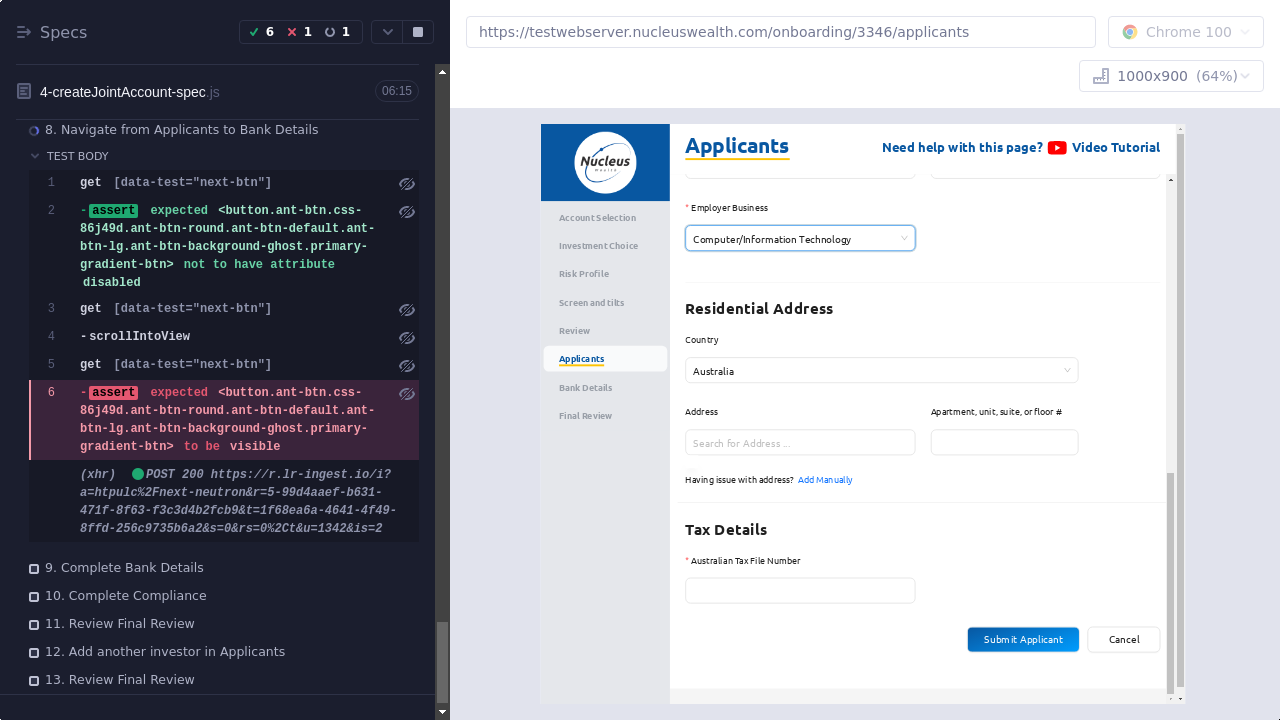 Specs
6
1
1
4-createJointAccount-spec.js
06:15
8. Navigate from Applicants to Bank Details
TEST BODY
1 get [data-test="next-btn"]
2 -assert expected <button.ant-btn.css-
86j49d.ant-btn-round.ant-btn-default.ant-
btn-lg.ant-btn-background-ghost.primary-
gradient-btn> not to have attribute
disabled
3 get [data-test="next-btn"]
4 -scrollIntoView
5 get [data-test="next-btn"]
6 -assert expected <button.ant-btn.css-
86j49d.ant-btn-round.ant-btn-default.ant-
btn-lg.ant-btn-background-ghost.primary-
gradient-btn> to be visible
(xhr) POST 200 https://r.lr-ingest.io/i?
a=htpulc%2Fnext-neutron&r=5-99d4aaef-b631-
471f-8f63-f3c3d4b2fcb9&t=1f68ea6a-4641-4f49-
8ffd-256c9735b6a2&s=0&rs=0%2Ct&u=1342&is=2
9. Complete Bank Details
10. Complete Compliance
11. Review Final Review
12. Add another investor in Applicants
13. Review Final Review
https://testwebserver.nucleuswealth.com/onboarding/3346/applicants
Chrome 100
1000x900 (64%)
Nucleus
Wealth
Account Selection
Investment Choice
Risk Profile
Screen and tilts
Review
Applicants
Bank Details
Final Review
Applicants
Need help with this page? Video Tutorial
* Employer Business
Computer/Information Technology
Residential Address
Country
Australia
Address
Apartment, unit, suite, or floor #
Search for Address ...
Having issue with address? Add Manually
Tax Details
* Australian Tax File Number
Submit Applicant
Cancel